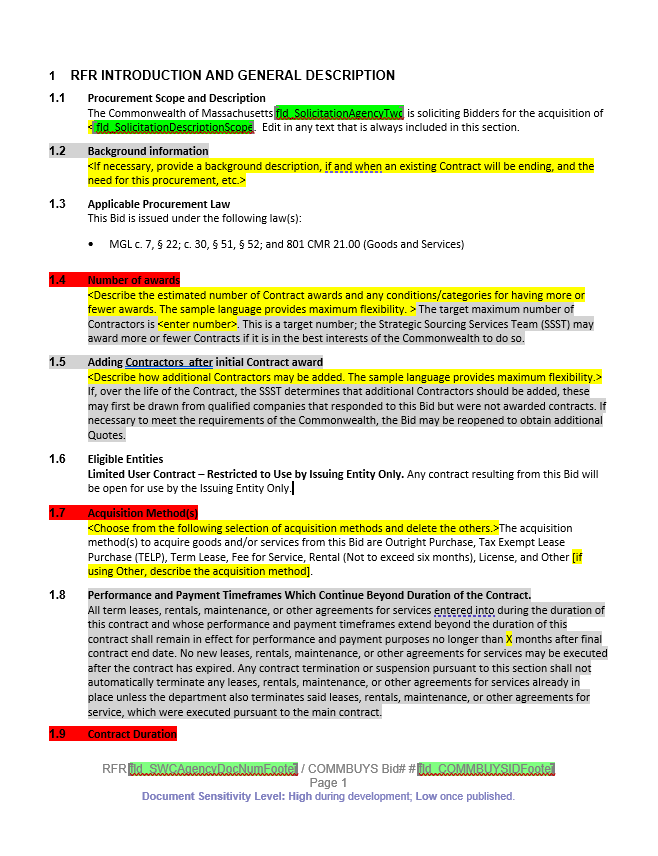 1 RFR INTRODUCTION AND GENERAL DESCRIPTION
1.1 Procurement Scope and Description
The Commonwealth of Massachusetts fld_SolicitationAgencyTwo is soliciting Bidders for the acquisition of
< fld_SolicitationDescriptionScope. Edit in any text that is always included in this section.
1.2 Background information
<If necessary, provide a background description, if and when an existing Contract will be ending, and the
need for this procurement, etc.>
1.3 Applicable Procurement Law
This Bid is issued under the following law(s):
• MGL c. 7, § 22; c. 30, § 51, § 52; and 801 CMR 21.00 (Goods and Services)
1.4 Number of awards
<Describe the estimated number of Contract awards and any conditions/categories for having more or
fewer awards. The sample language provides maximum flexibility. > The target maximum number of
Contractors is <enter number>. This is a target number; the Strategic Sourcing Services Team (SSST) may
award more or fewer Contracts if it is in the best interests of the Commonwealth to do so.
1.5 Adding Contractors after initial Contract award
<Describe how additional Contractors may be added. The sample language provides maximum flexibility.>
If, over the life of the Contract, the SSST determines that additional Contractors should be added, these
may first be drawn from qualified companies that responded to this Bid but were not awarded contracts. If
necessary to meet the requirements of the Commonwealth, the Bid may be reopened to obtain additional
Quotes.
1.6 Eligible Entities
Limited User Contract – Restricted to Use by Issuing Entity Only. Any contract resulting from this Bid will
be open for use by the Issuing Entity Only.
1.7 Acquisition Method(s)
<Choose from the following selection of acquisition methods and delete the others.>The acquisition
method(s) to acquire goods and/or services from this Bid are Outright Purchase, Tax Exempt Lease
Purchase (TELP), Term Lease, Fee for Service, Rental (Not to exceed six months), License, and Other [if
using Other, describe the acquisition method].
1.8 Performance and Payment Timeframes Which Continue Beyond Duration of the Contract.
All term leases, rentals, maintenance, or other agreements for services entered into during the duration of
this contract and whose performance and payment timeframes extend beyond the duration of this
contract shall remain in effect for performance and payment purposes no longer than X months after final
contract end date. No new leases, rentals, maintenance, or other agreements for services may be executed
after the contract has expired. Any contract termination or suspension pursuant to this section shall not
automatically terminate any leases, rentals, maintenance, or other agreements for services already in
place unless the department also terminates said leases, rentals, maintenance, or other agreements for
service, which were executed pursuant to the main contract.
1.9 Contract Duration
RFR fld_SWCAgencyDocNumFooter / COMMBUYS Bid# # fld_COMMBUYSIDFooter
Page 1
Document Sensitivity Level: High during development; Low once published.